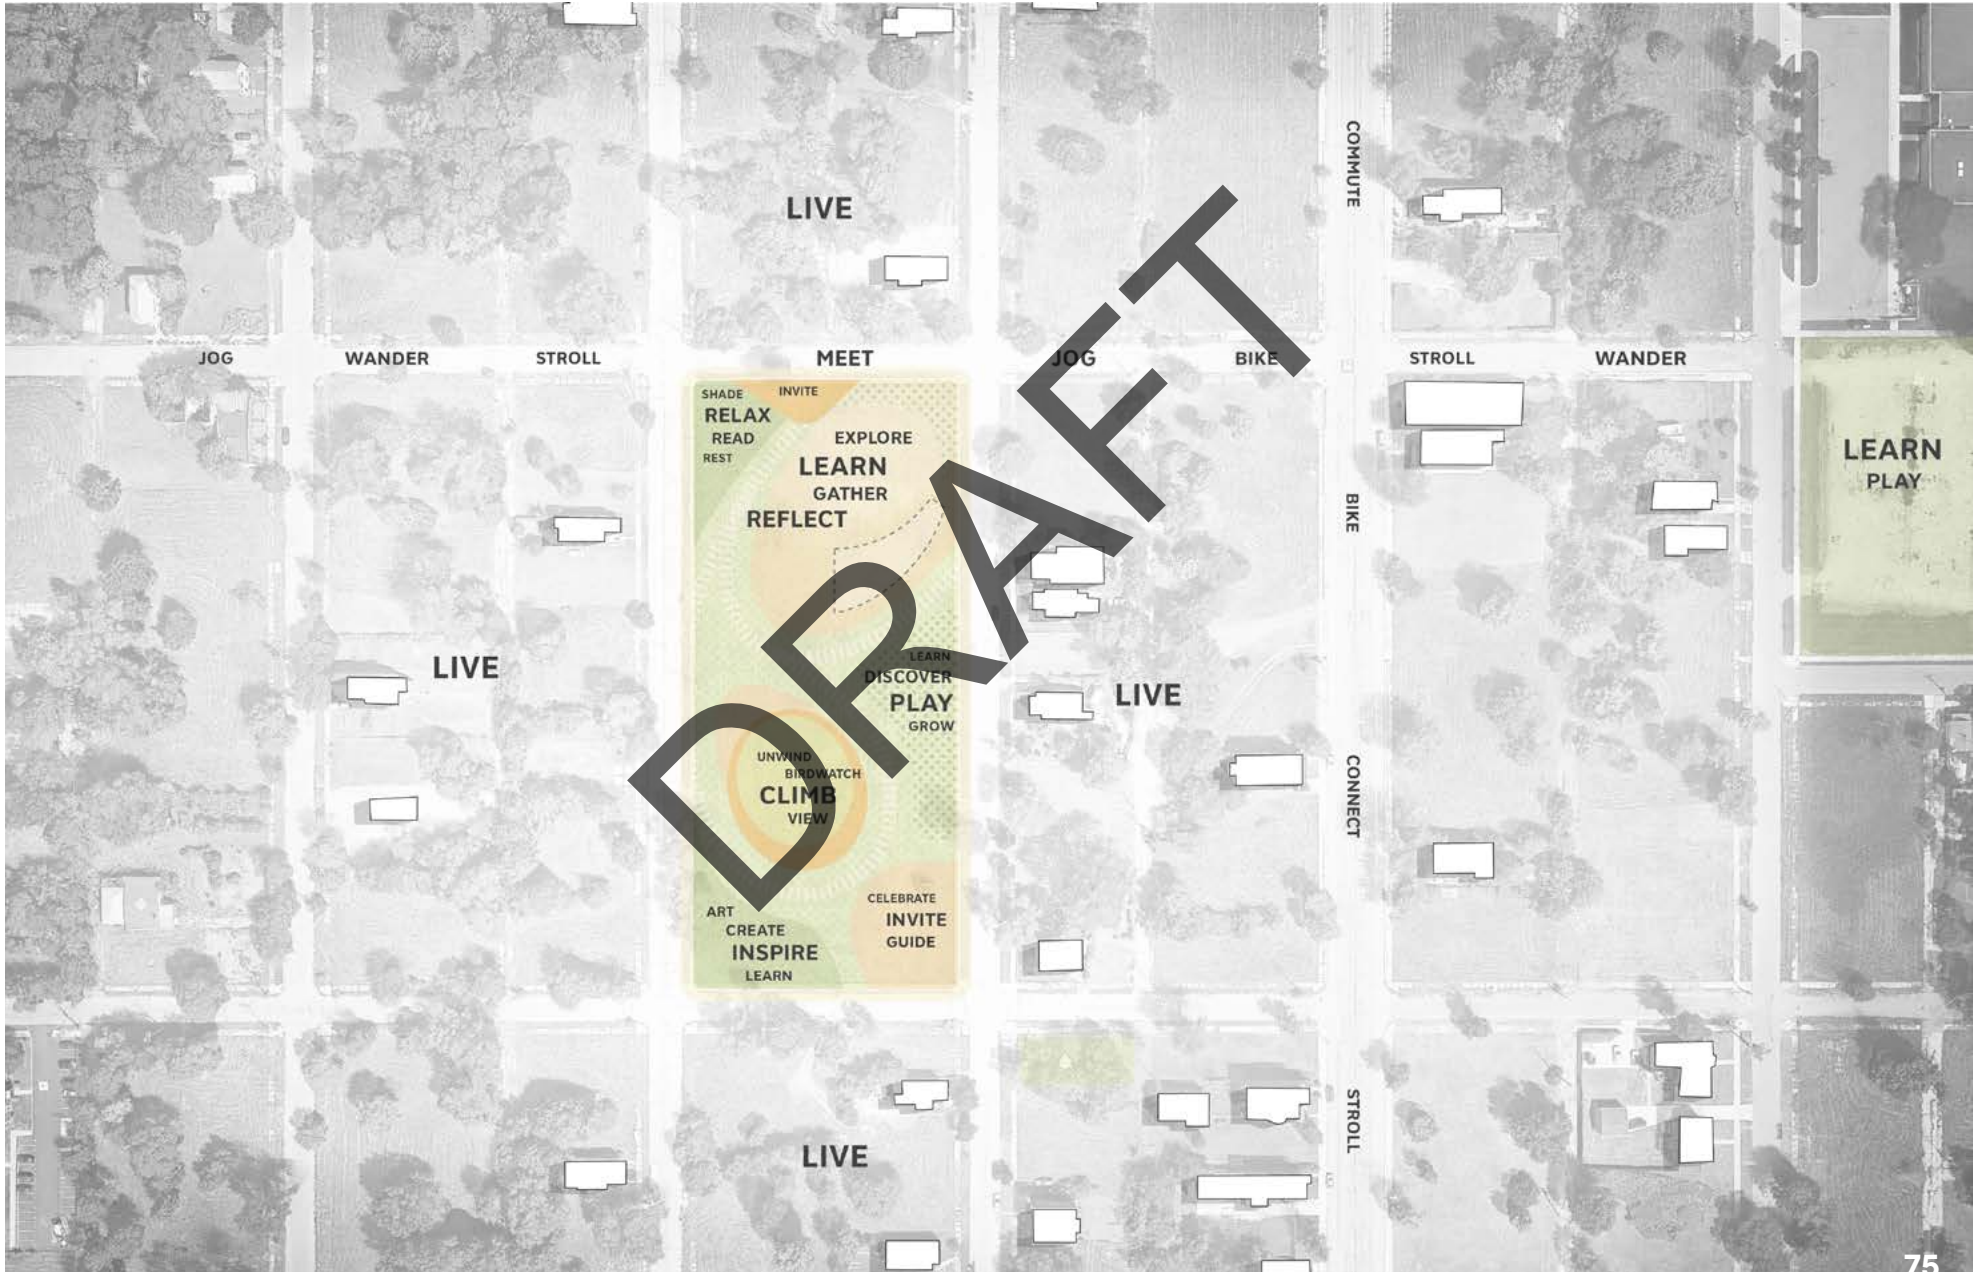 COMMUTE
LIVE
JOG
WANDER
STROLL
MEET
JOG
BIKE
STROLL
WANDER
SHADE
RELAX
READ
REST
INVITE
EXPLORE
LEARN
GATHER
REFLECT
LEARN
PLAY
BIKE
DRAFT
LIVE
LEARN
DISCOVER
PLAY
GROW
LIVE
UNWIND
BIRDWATCH
CLIMB
VIEW
CONNECT
ART
CREATE
INSPIRE
LEARN
CELEBRATE
INVITE
GUIDE
STROLL
LIVE
75